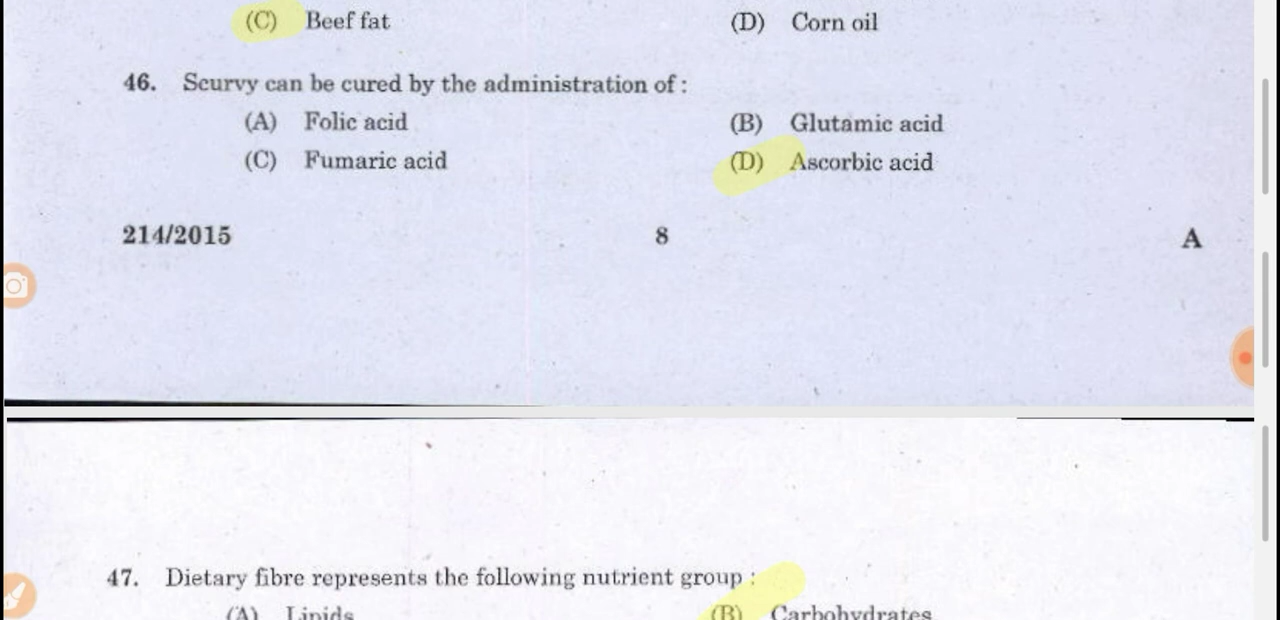 (C) Beef fat (D) Corn oil
46. Scurvy can be cured by the administration of :
(A) Folic acid (B) Glutamic acid
(C) Fumaric acid (D) Ascorbic acid
214/2015 8 A
47. Dietary fibre represents the following nutrient group :
(A) Lipids (B) Carbohydrates